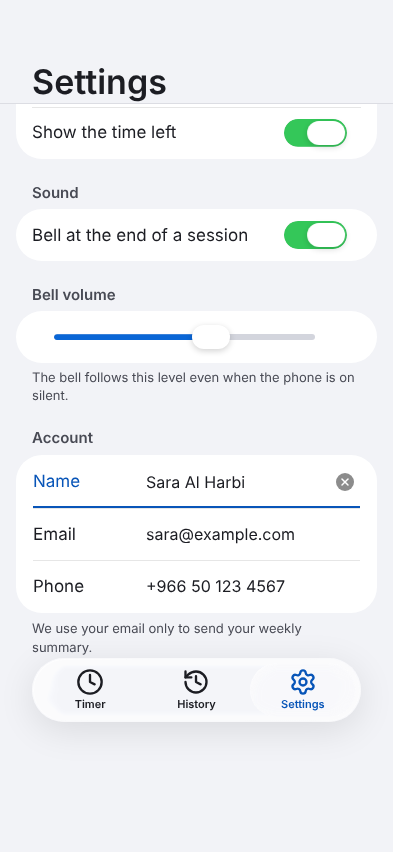 Settings
Show the time left
Sound
Bell at the end of a session
Bell volume
The bell follows this level even when the phone is on
silent.
Account
Name Sara Al Harbi
Email sara@example.com
Phone +966 50 123 4567
We use your email only to send your weekly
summary.
Timer History Settings